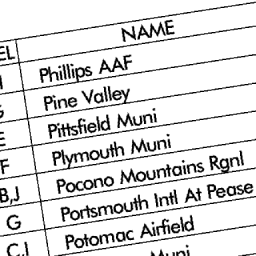 EL NAME
Phillips AAF
G Pine Valley
E Pittsfield Muni
F Plymouth Muni
B,J Pocono Mountains Rgnl
G Portsmouth Intl At Pease
C,I Potomac Airfield
Muni